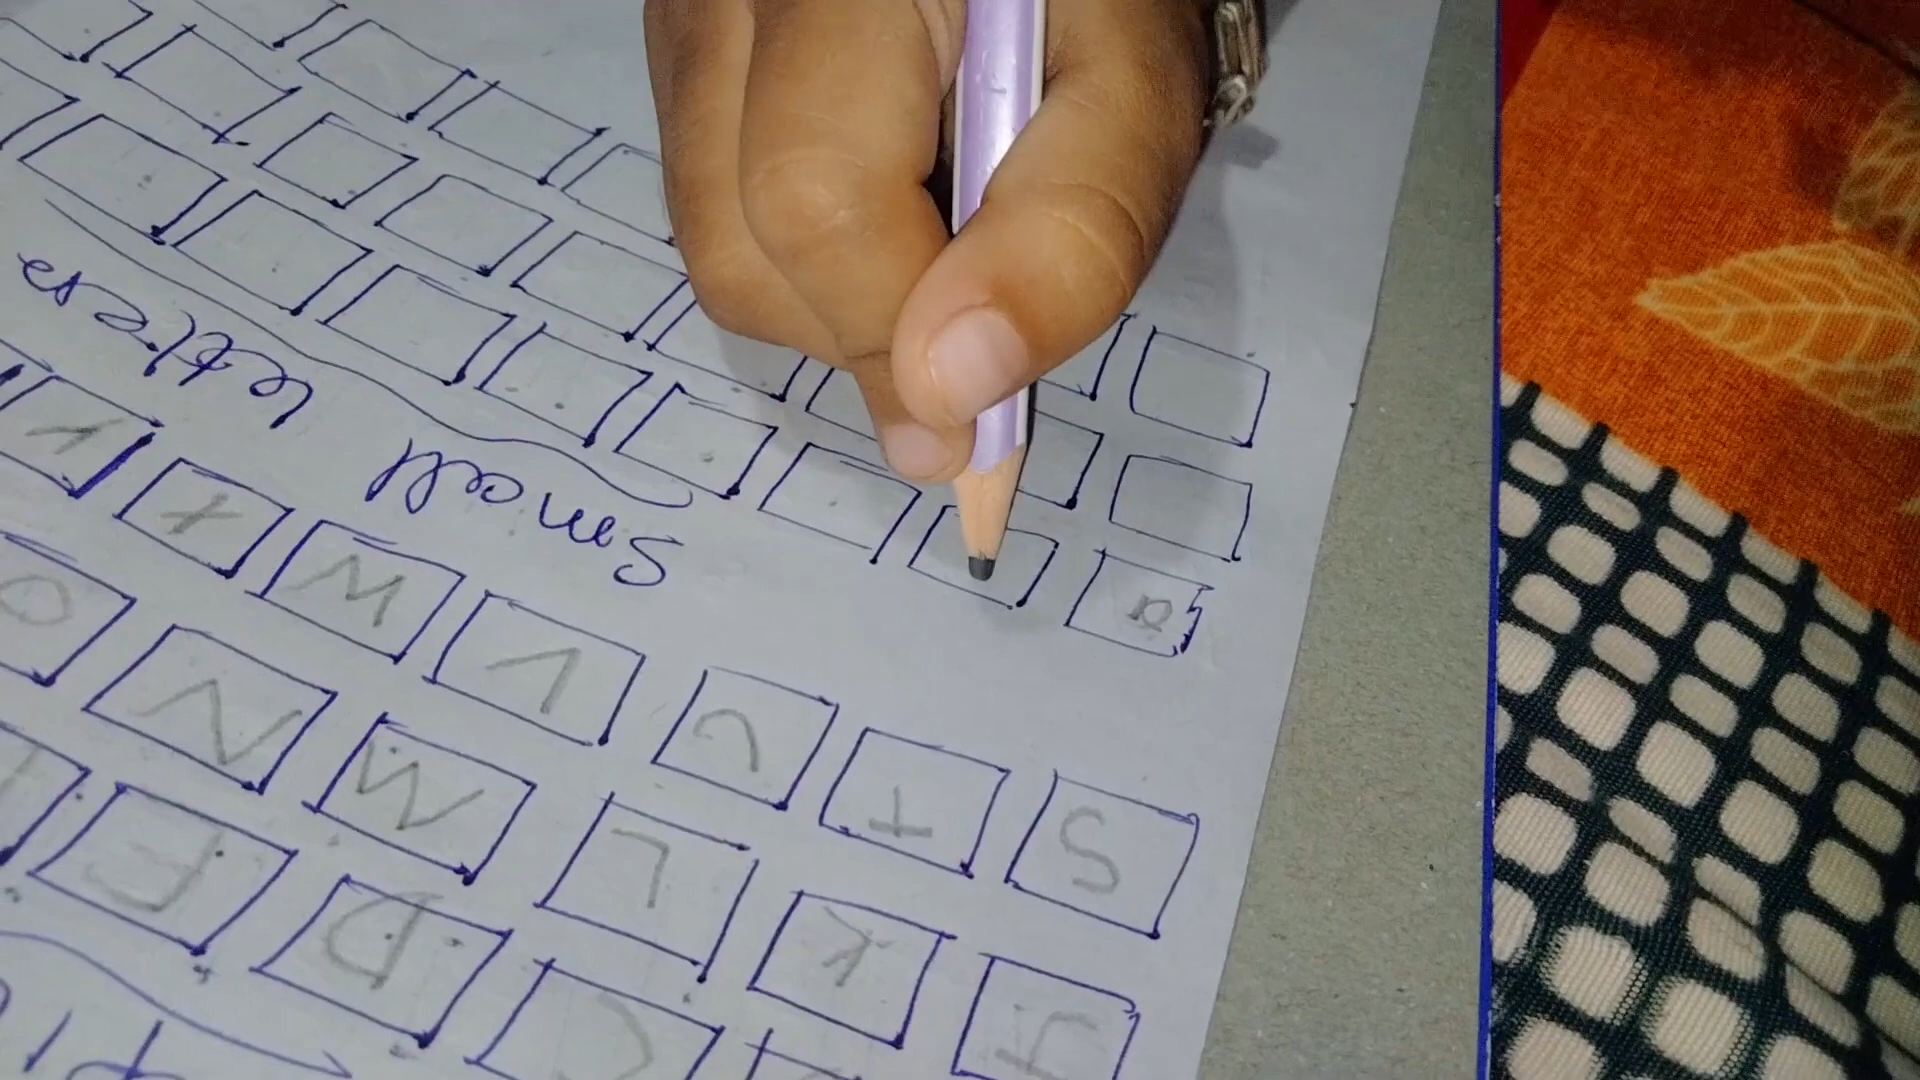 C D E
J K L M N O
S T U V W X Y
Small letters
a